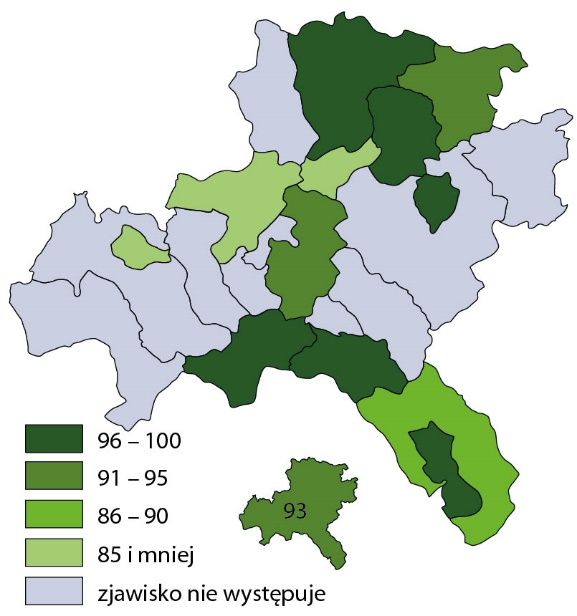 96 – 100
91 – 95
86 – 90
85 i mniej
zjawisko nie występuje
93